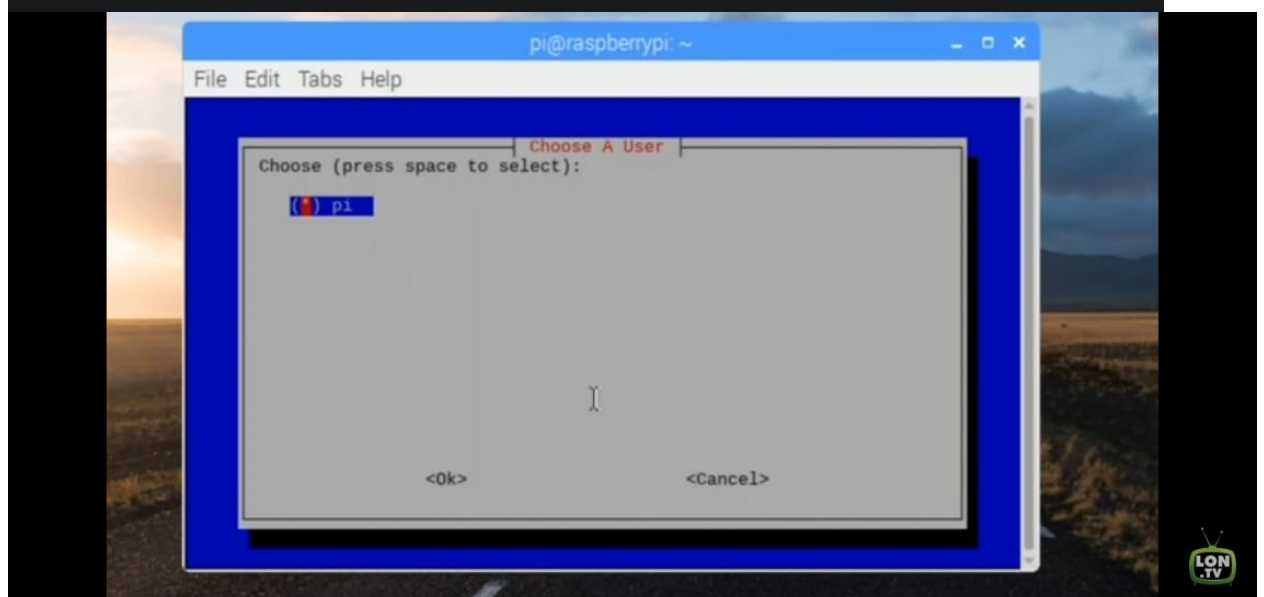 pi@raspberrypi: ~
File Edit Tabs Help
Choose A User
Choose (press space to select):
(*) pi
<Ok> <Cancel>
LON
.TV